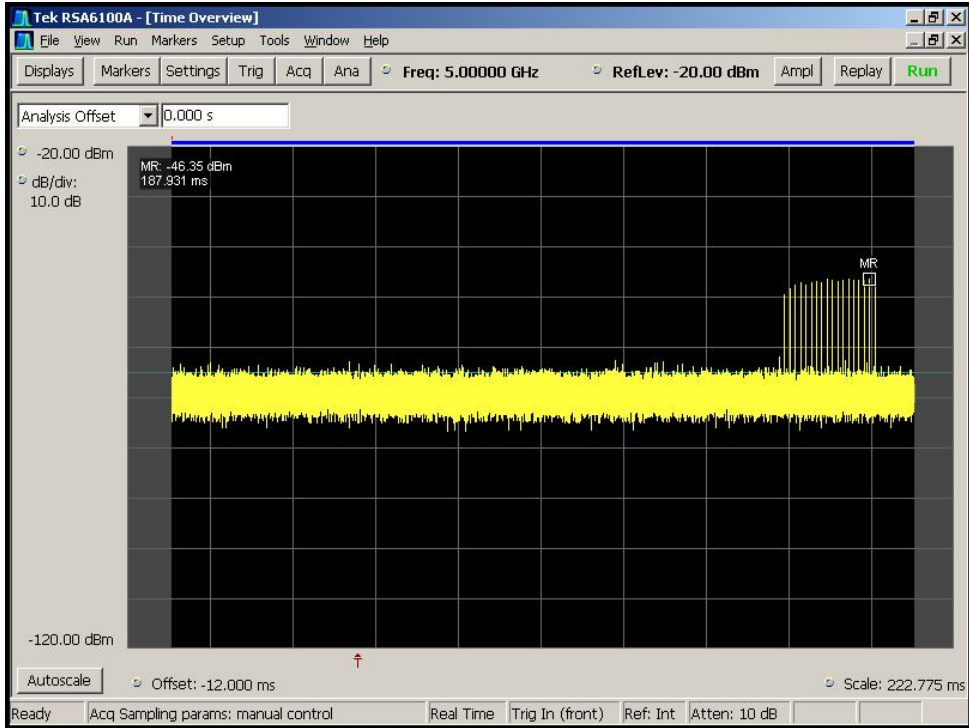 Tek RSA6100A - [Time Overview]
File View Run Markers Setup Tools Window Help
Displays Markers Settings Trig Acq Ana Freq: 5.00000 GHz RefLev: -20.00 dBm Ampl Replay Run
Analysis Offset 0.000 s
-20.00 dBm
dB/div:
10.0 dB
MR: -46.35 dBm
187.931 ms
MR
-120.00 dBm
Autoscale Offset: -12.000 ms Scale: 222.775 ms
Ready Acq Sampling params: manual control Real Time Trig In (front) Ref: Int Atten: 10 dB